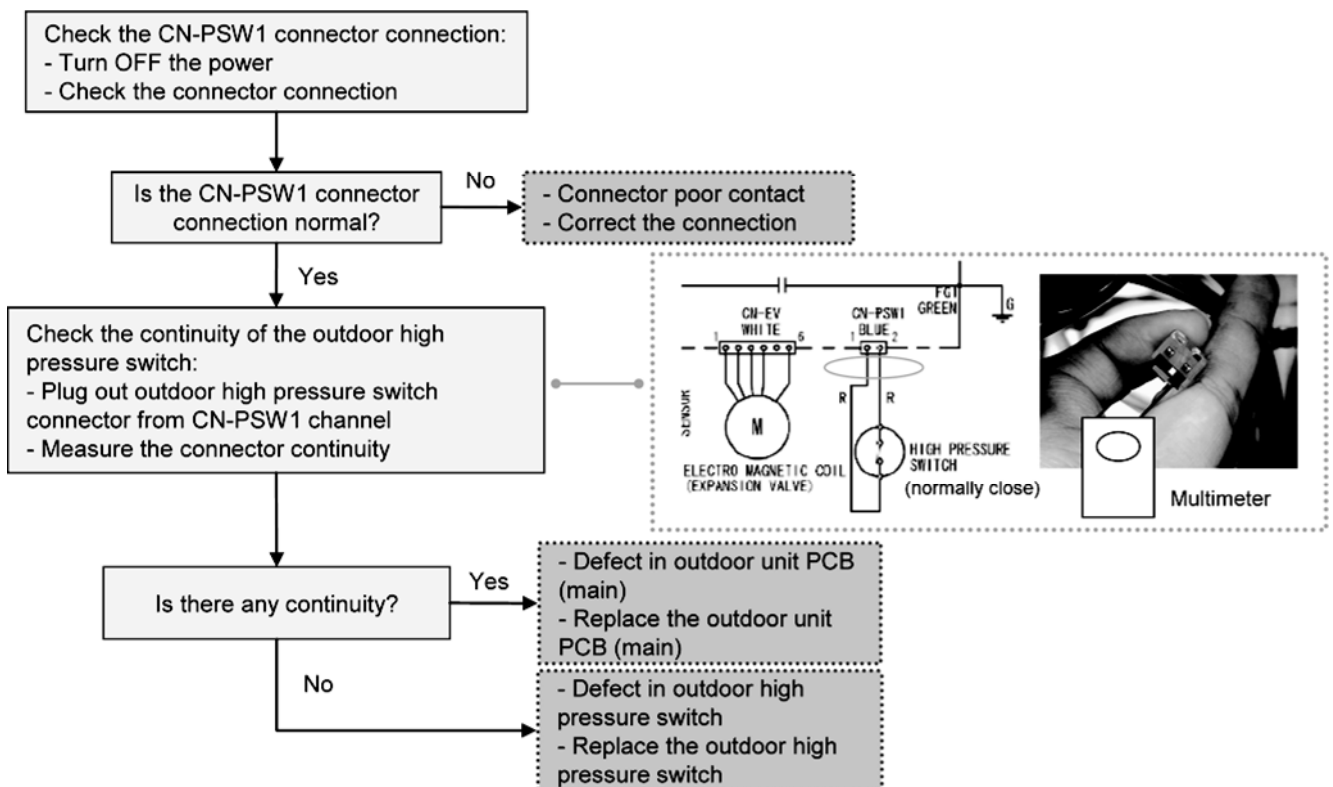 Check the CN-PSW1 connector connection:
- Turn OFF the power
- Check the connector connection
Is the CN-PSW1 connector
connection normal?
No
- Connector poor contact
- Correct the connection
Yes
Check the continuity of the outdoor high
pressure switch:
- Plug out outdoor high pressure switch
connector from CN-PSW1 channel
- Measure the connector continuity
FG1
GREEN
G
CN-EV
WHITE
1
6
CN-PSW1
BLUE
1
2
SENSOR
R
R
M
ELECTRO MAGNETIC COIL
(EXPANSION VALVE)
HIGH PRESSURE
SWITCH
(normally close)
Multimeter
Is there any continuity?
Yes
- Defect in outdoor unit PCB
(main)
- Replace the outdoor unit
PCB (main)
No
- Defect in outdoor high
pressure switch
- Replace the outdoor high
pressure switch